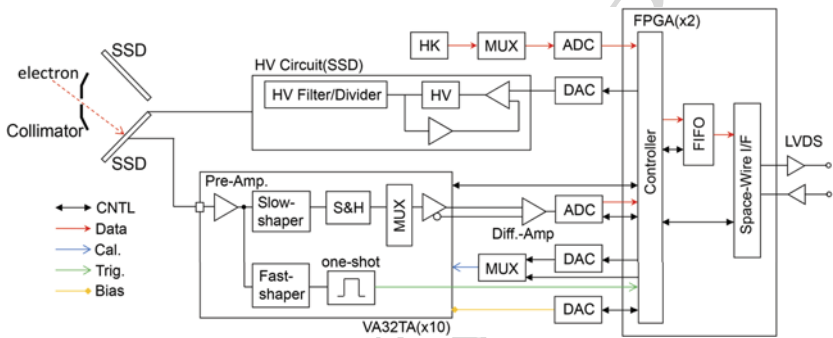 FPGA(x2)
SSD
HK
MUX
ADC
HV Circuit(SSD)
electron
HV Filter/Divider
HV
DAC
Collimator
SSD
Controller
FIFO
Space-Wire I/F
LVDS
Pre-Amp.
Slow-
shaper
S&H
MUX
ADC
Diff.-Amp
CNTL
Data
Cal.
Trig.
Bias
MUX
DAC
one-shot
Fast-
shaper
DAC
VA32TA(x10)